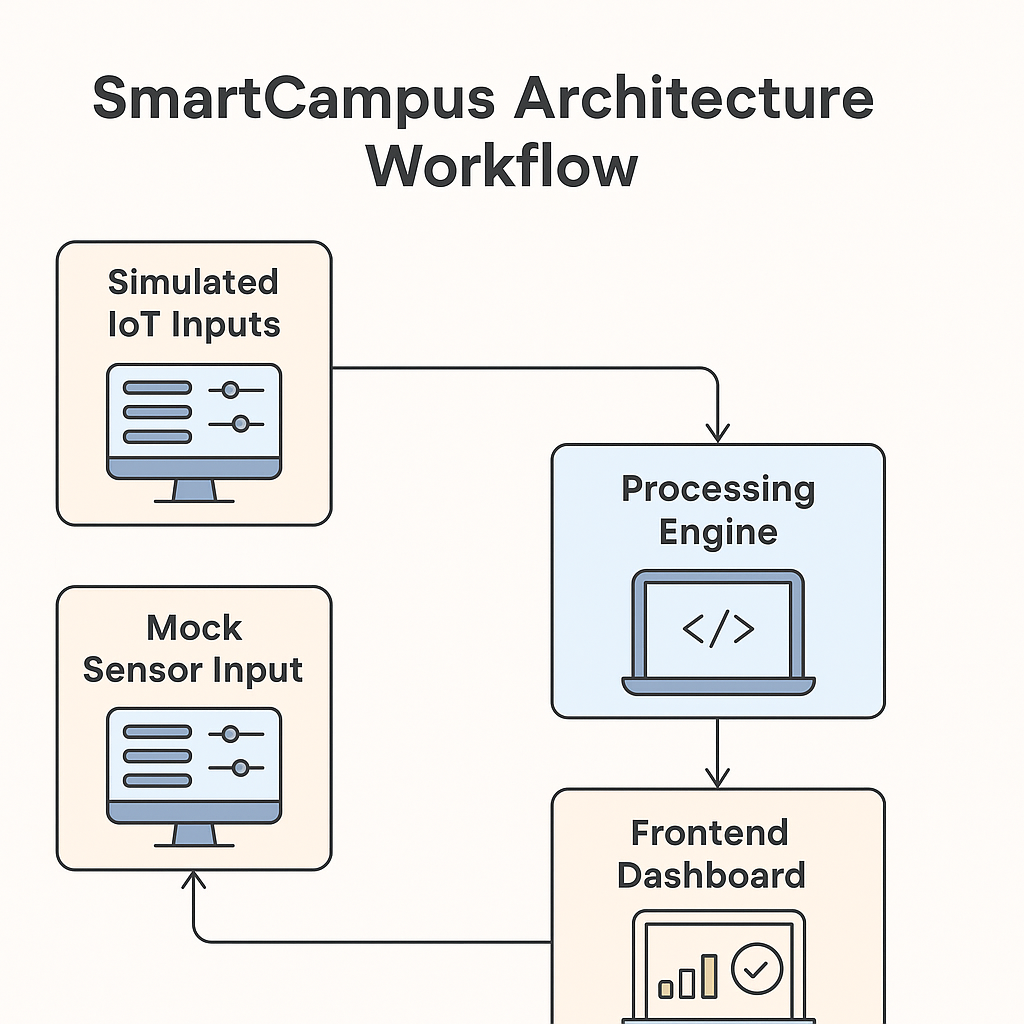 SmartCampus Architecture
Workflow
Simulated
IoT Inputs
Processing
Engine
</>
Mock
Sensor Input
Frontend
Dashboard